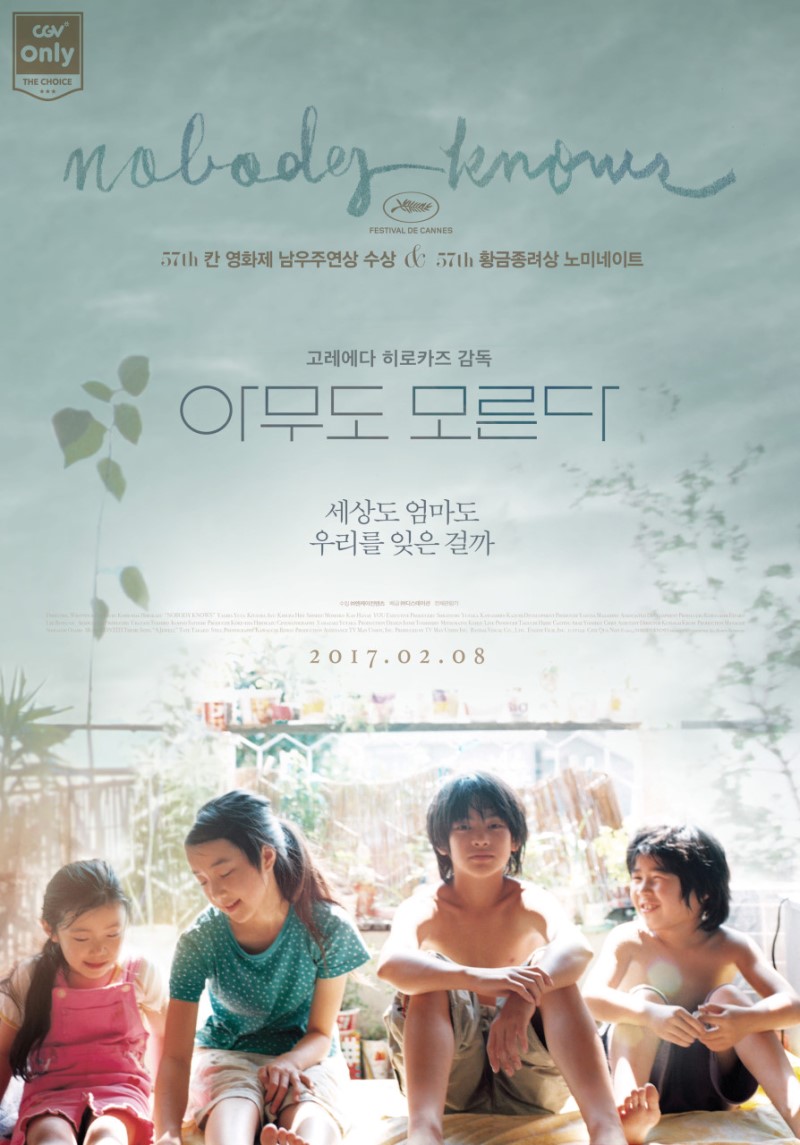 CGV
only
THE CHOICE
nobody knows
FESTIVAL DE CANNES
57th 칸 영화제 남우주연상 수상 & 57th 황금종려상 노미네이트
고레에다 히로카즈 감독
아무도 모른다
세상도 엄마도
우리를 잊은 걸까
2017.02.08